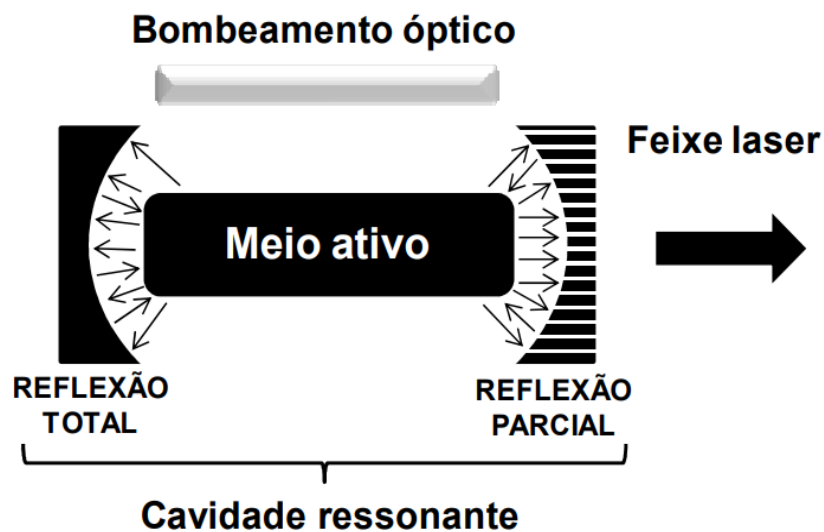 Bombeamento óptico
Feixe laser
Meio ativo
REFLEXÃO
TOTAL
REFLEXÃO
PARCIAL
Cavidade ressonante